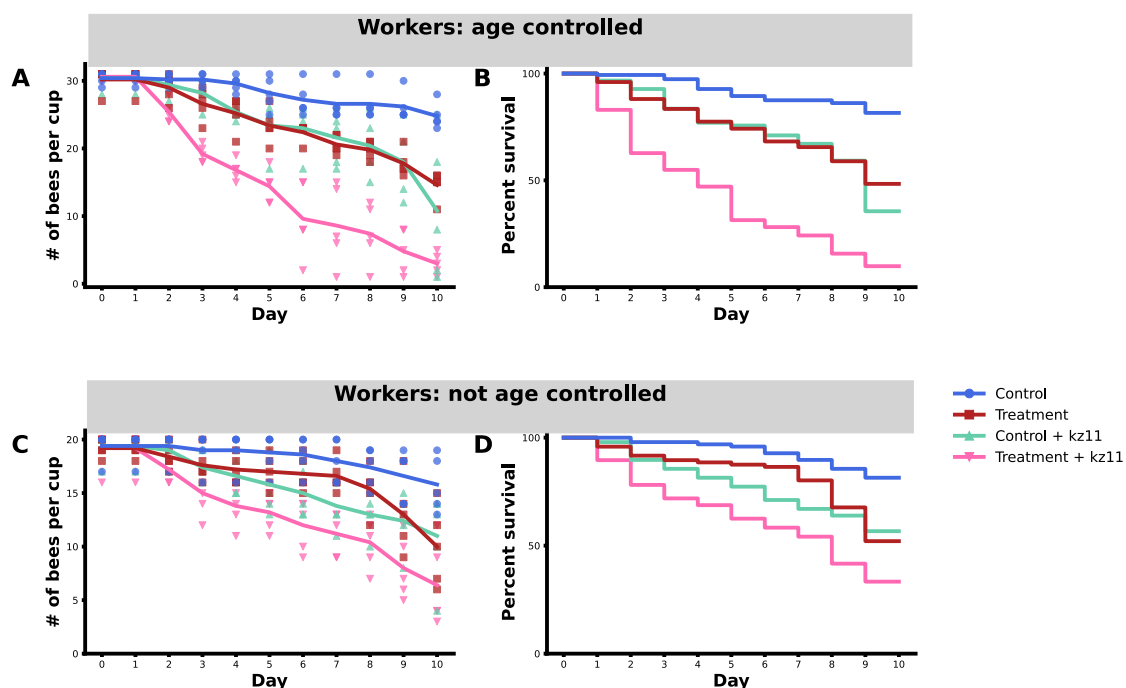 Workers: age controlled
A
# of bees per cup
30
20
10
0
0 1 2 3 4 5 6 7 8 9 10
Day
B
Percent survival
100
50
0
0 1 2 3 4 5 6 7 8 9 10
Day
Workers: not age controlled
C
# of bees per cup
20
15
10
5
0
0 1 2 3 4 5 6 7 8 9 10
Day
D
Percent survival
100
50
0
0 1 2 3 4 5 6 7 8 9 10
Day
Control
Treatment
Control + kz11
Treatment + kz11